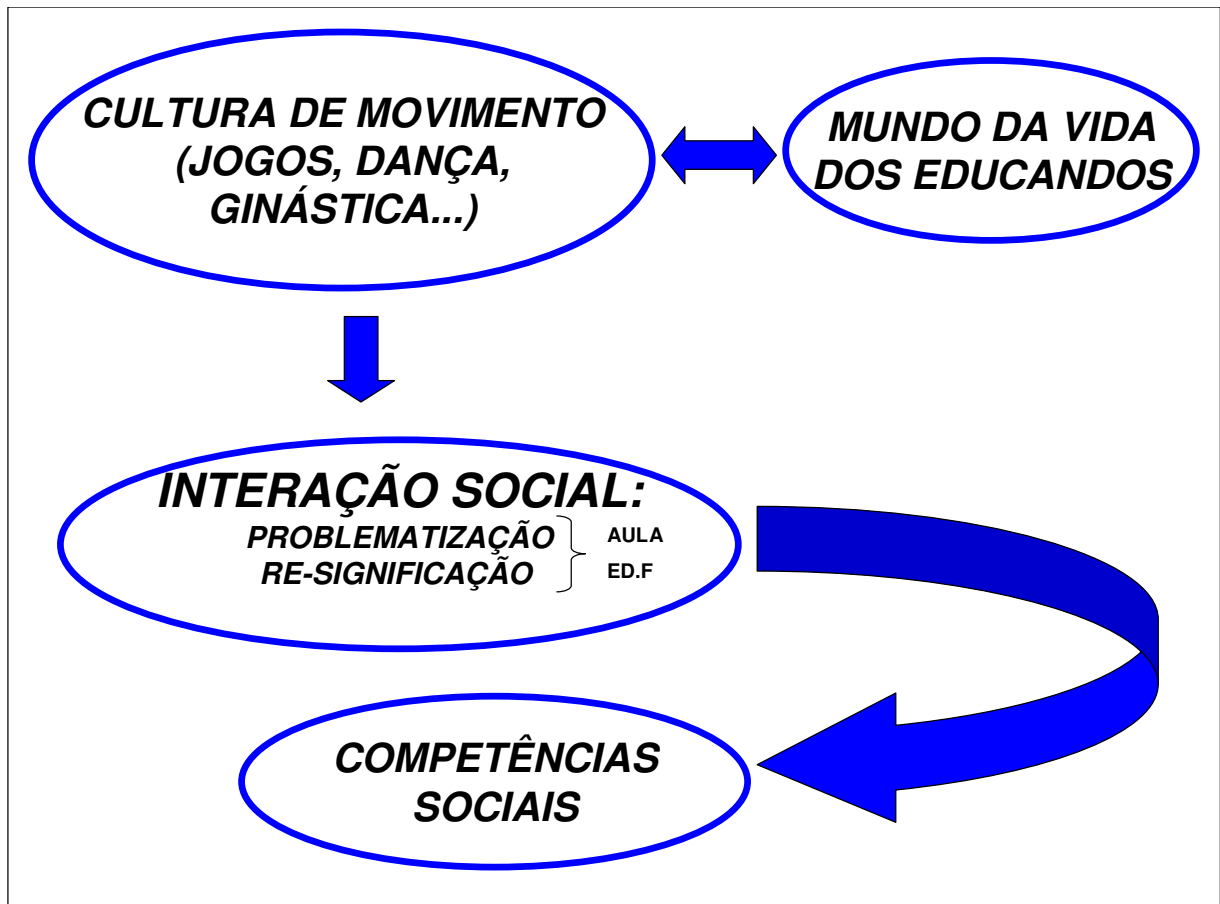 CULTURA DE MOVIMENTO
(JOGOS, DANÇA,
GINÁSTICA...)
MUNDO DA VIDA
DOS EDUCANDOS
INTERAÇÃO SOCIAL:
PROBLEMATIZAÇÃO AULA
RE-SIGNIFICAÇÃO ED.F
COMPETÊNCIAS
SOCIAIS